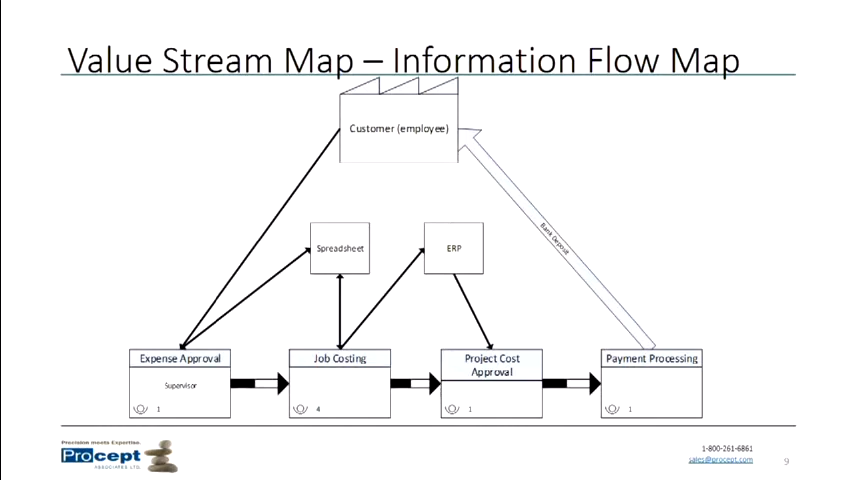 Value Stream Map – Information Flow Map
Customer (employee)
Spreadsheet
ERP
Bank Deposit
Expense Approval
Supervisor
1
Job Costing
4
Project Cost
Approval
1
Payment Processing
1
Precision meets Expertise.
Procept
ASSOCIATES LTD.
1-800-261-6861
sales@procept.com
9